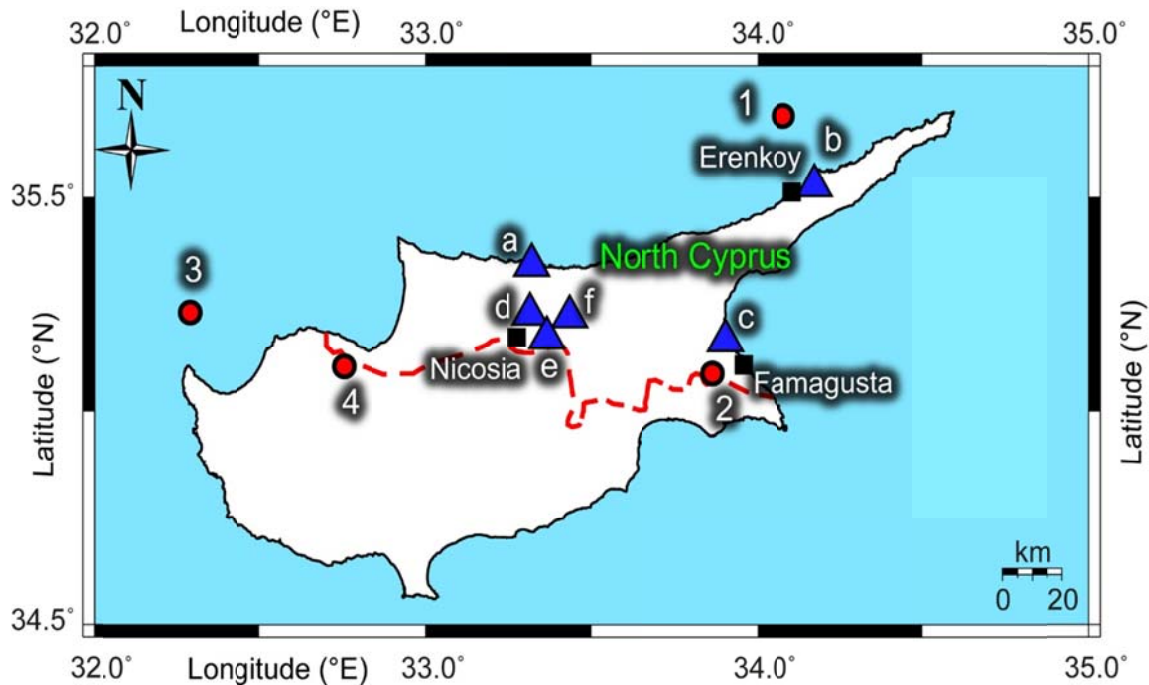 Longitude (°E)
32.0° 33.0° 34.0° 35.0°
N
1
b
Erenkoy
35.5°
a
North Cyprus
3
d
f
c
Latitude (°N)
Latitude (°N)
Nicosia
e
Famagusta
4
2
km
0 20
34.5°
32.0° 33.0° 34.0° 35.0°
Longitude (°E)